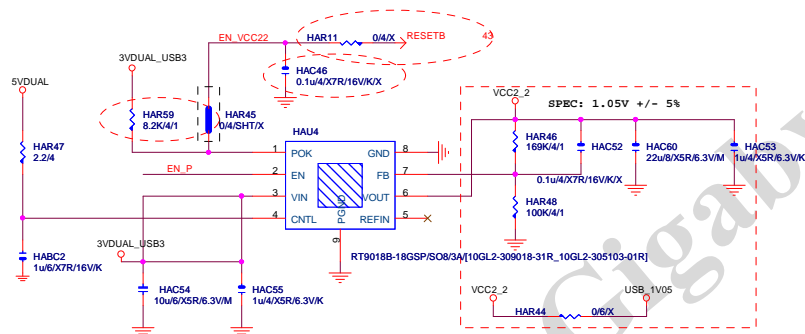 EN_VCC22
HAR11
0/4/X
RESETB
43
3VDUAL_USB3
HAC46
0.1u/4/X7R/16V/K/X
5VDUAL
HAR59
8.2K/4/1
HAR45
0/4/SHT/X
VCC2_2
SPEC: 1.05V +/- 5%
HAR47
2.2/4
HAU4
HAR46
169K/4/1
HAC52
0.1u/4/X7R/16V/K/X
HAC60
22u/8/X5R/6.3V/M
HAC53
1u/4/X5R/6.3V/K
1
POK
GND
8
EN_P
2
EN
FB
7
3
VIN
VOUT
6
4
CNTL
REFIN
5
PGND
9
HAR48
100K/4/1
3VDUAL_USB3
RT9018B-18GSP/SO8/3A/[10GL2-309018-31R_10GL2-305103-01R]
HABC2
1u/6/X7R/16V/K
HAC54
10u/6/X5R/6.3V/M
HAC55
1u/4/X5R/6.3V/K
VCC2_2
USB_1V05
HAR44
0/6/X
Gigaby